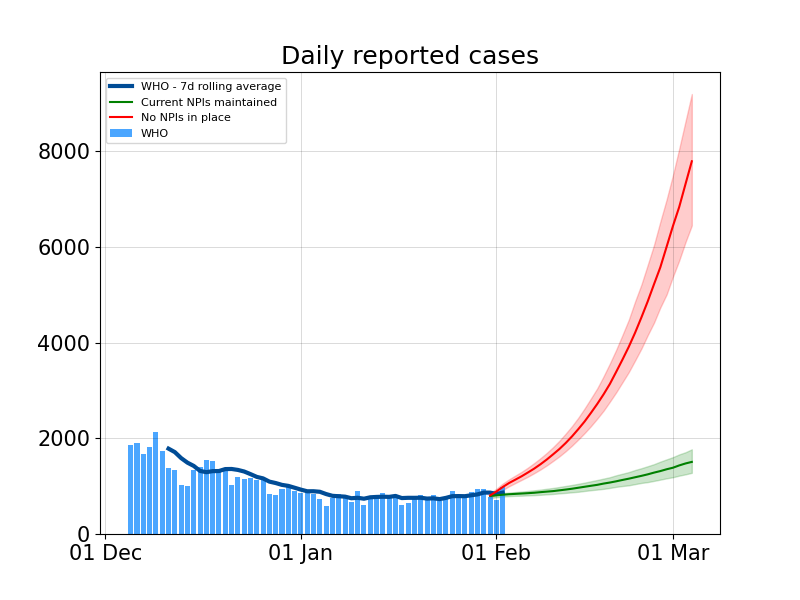 Daily reported cases
WHO - 7d rolling average
Current NPIs maintained
No NPIs in place
WHO
8000
6000
4000
2000
0
01 Dec 01 Jan 01 Feb 01 Mar